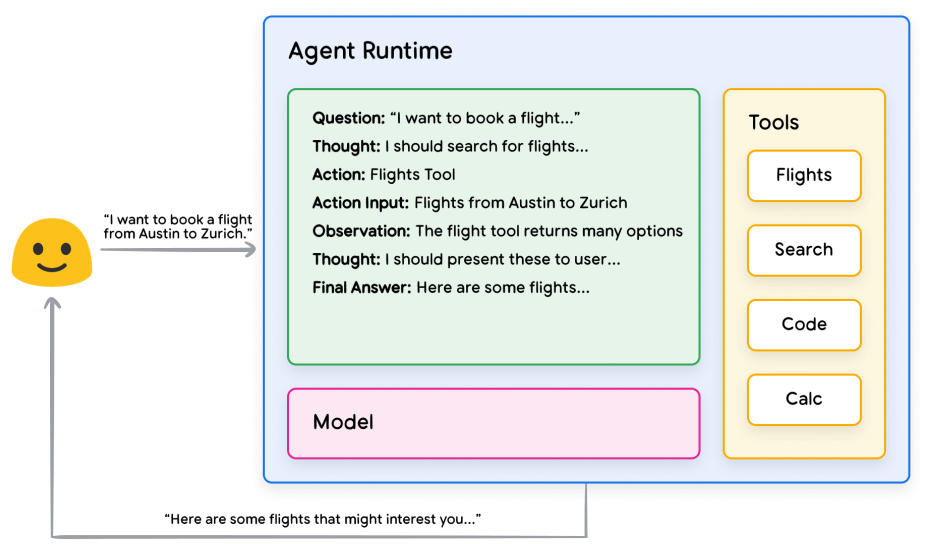 Agent Runtime
Question: “I want to book a flight...”
Thought: I should search for flights...
Action: Flights Tool
Action Input: Flights from Austin to Zurich
Observation: The flight tool returns many options
Thought: I should present these to user...
Final Answer: Here are some flights...
Tools
Flights
Search
Code
Calc
Model
“I want to book a flight
from Austin to Zurich.”
“Here are some flights that might interest you...”